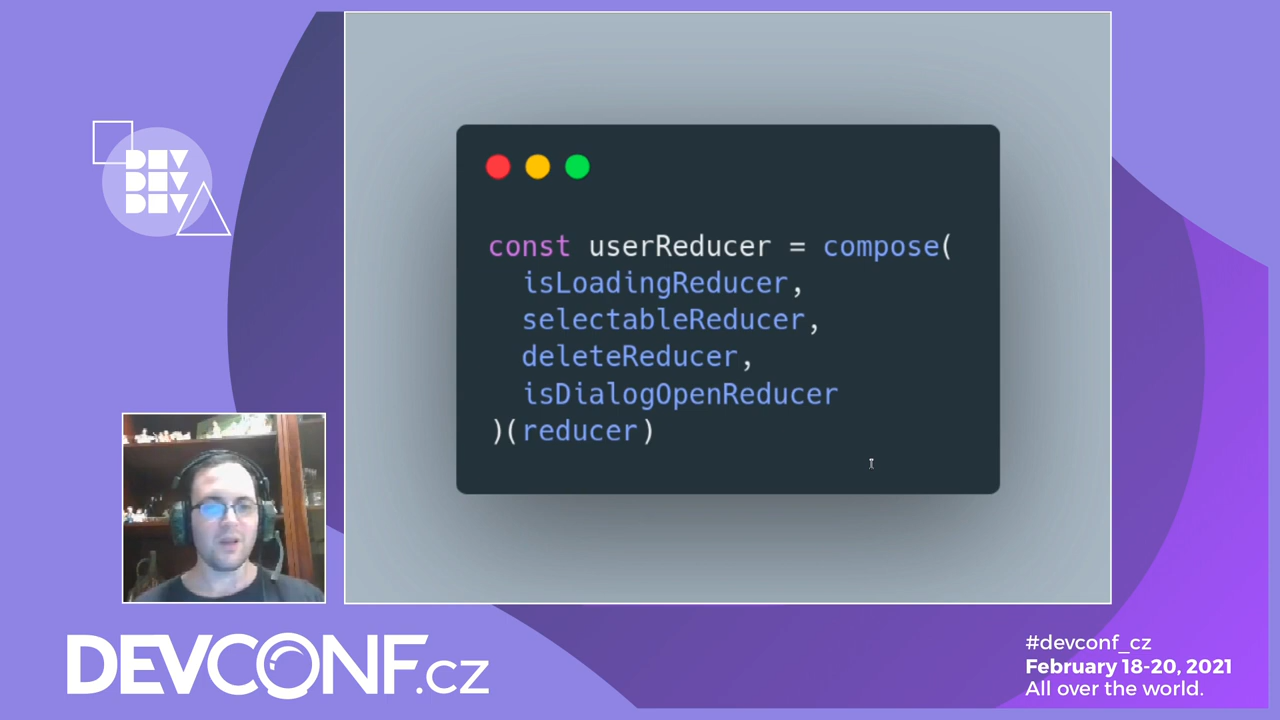 DEV
DEV
DEV
const userReducer = compose(
  isLoadingReducer,
  selectableReducer,
  deleteReducer,
  isDialogOpenReducer
)(reducer)
DEVCONF.cz
#devconf_cz
February 18-20, 2021
All over the world.